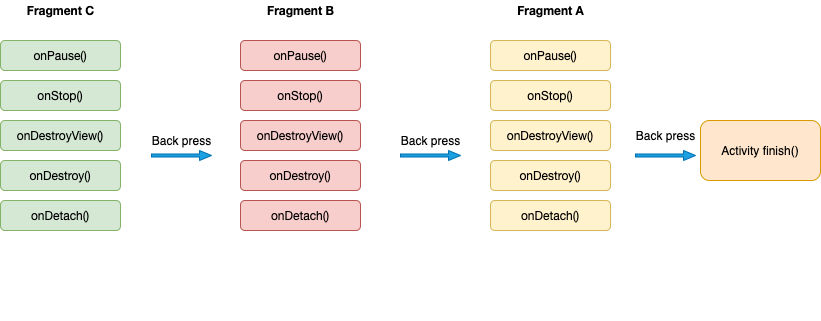 Fragment C
Fragment B
Fragment A
onPause()
onPause()
onPause()
onStop()
onStop()
onStop()
onDestroyView()
Back press
onDestroyView()
Back press
onDestroyView()
Back press
Activity finish()
onDestroy()
onDestroy()
onDestroy()
onDetach()
onDetach()
onDetach()